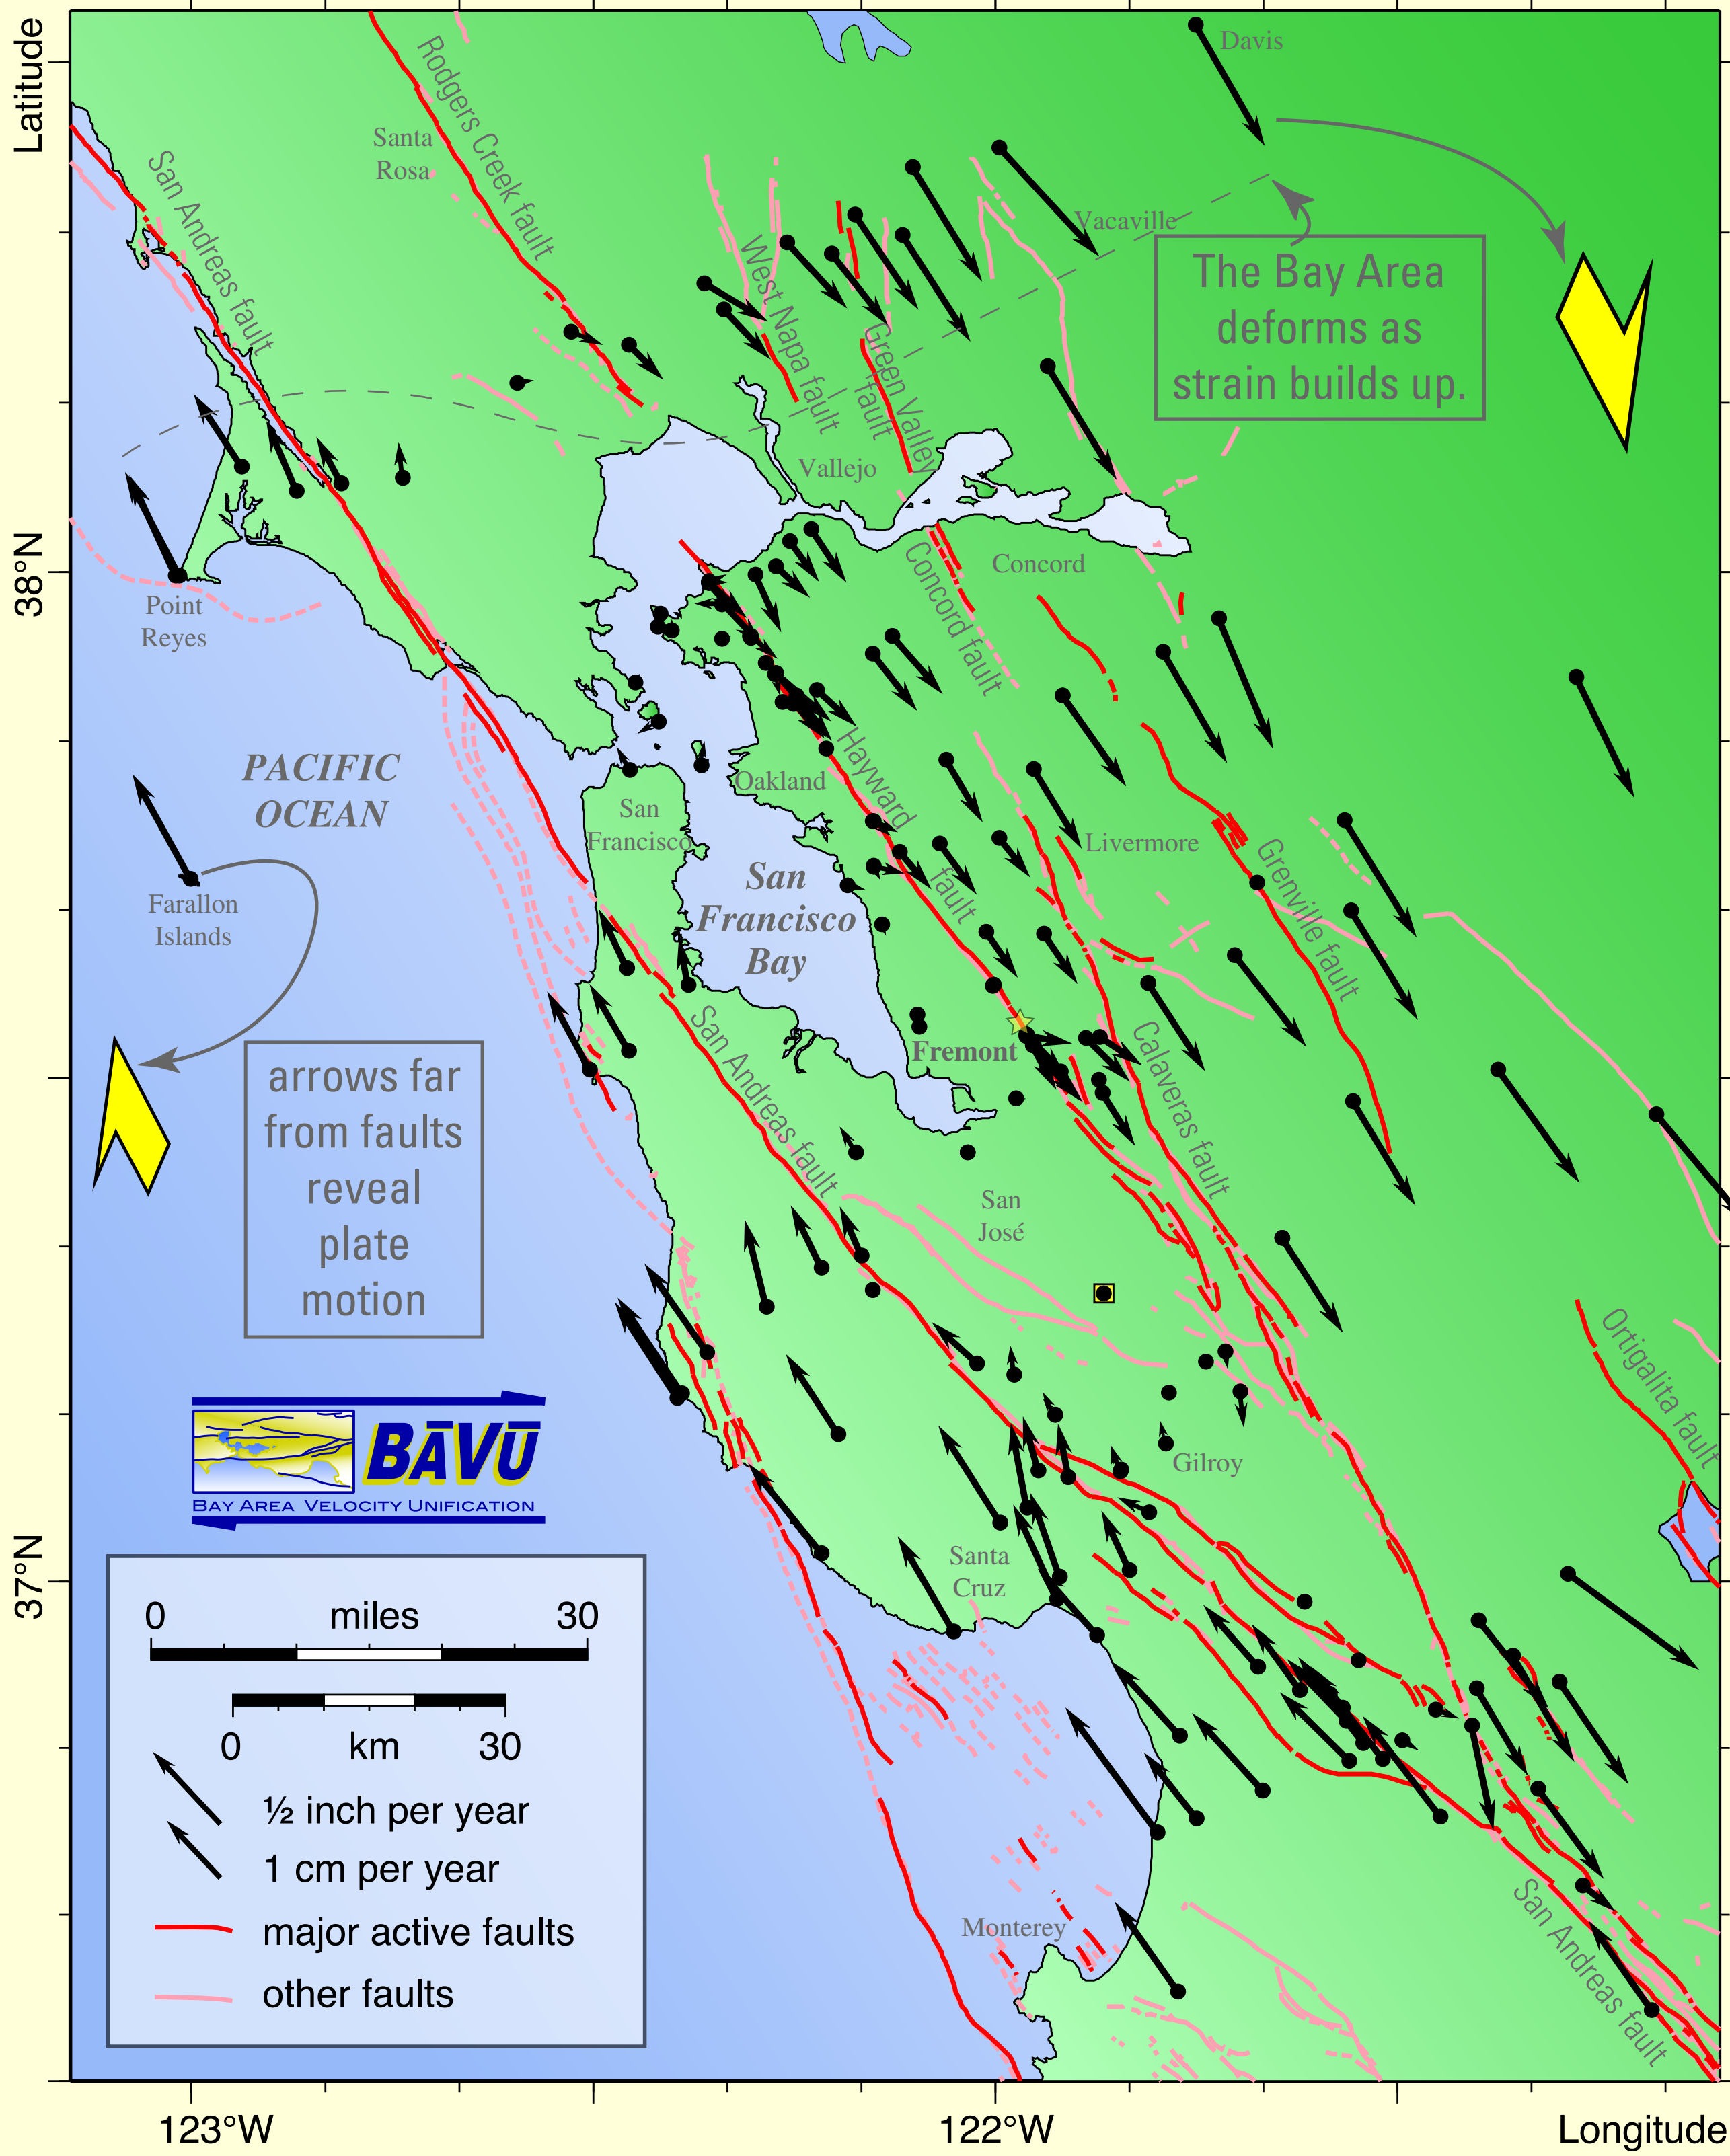 Latitude
Davis
Rodgers Creek fault
Santa
Rosa
San Andreas fault
Vacaville
The Bay Area
deforms as
strain builds up.
West Napa fault
Green Valley
fault
Vallejo
38°N
Concord
Concord fault
Point
Reyes
PACIFIC
OCEAN
Hayward
fault
Oakland
San
Francisco
Livermore
Grenville fault
San
Francisco
Bay
Farallon
Islands
San Andreas fault
Fremont
Calaveras fault
arrows far
from faults
reveal
plate
motion
San
José
Ortigalita fault
BĀVŪ
BAY AREA VELOCITY UNIFICATION
Gilroy
37°N
Santa
Cruz
0 miles 30
0 km 30
½ inch per year
1 cm per year
major active faults
other faults
Monterey
San Andreas fault
123°W
122°W
Longitude